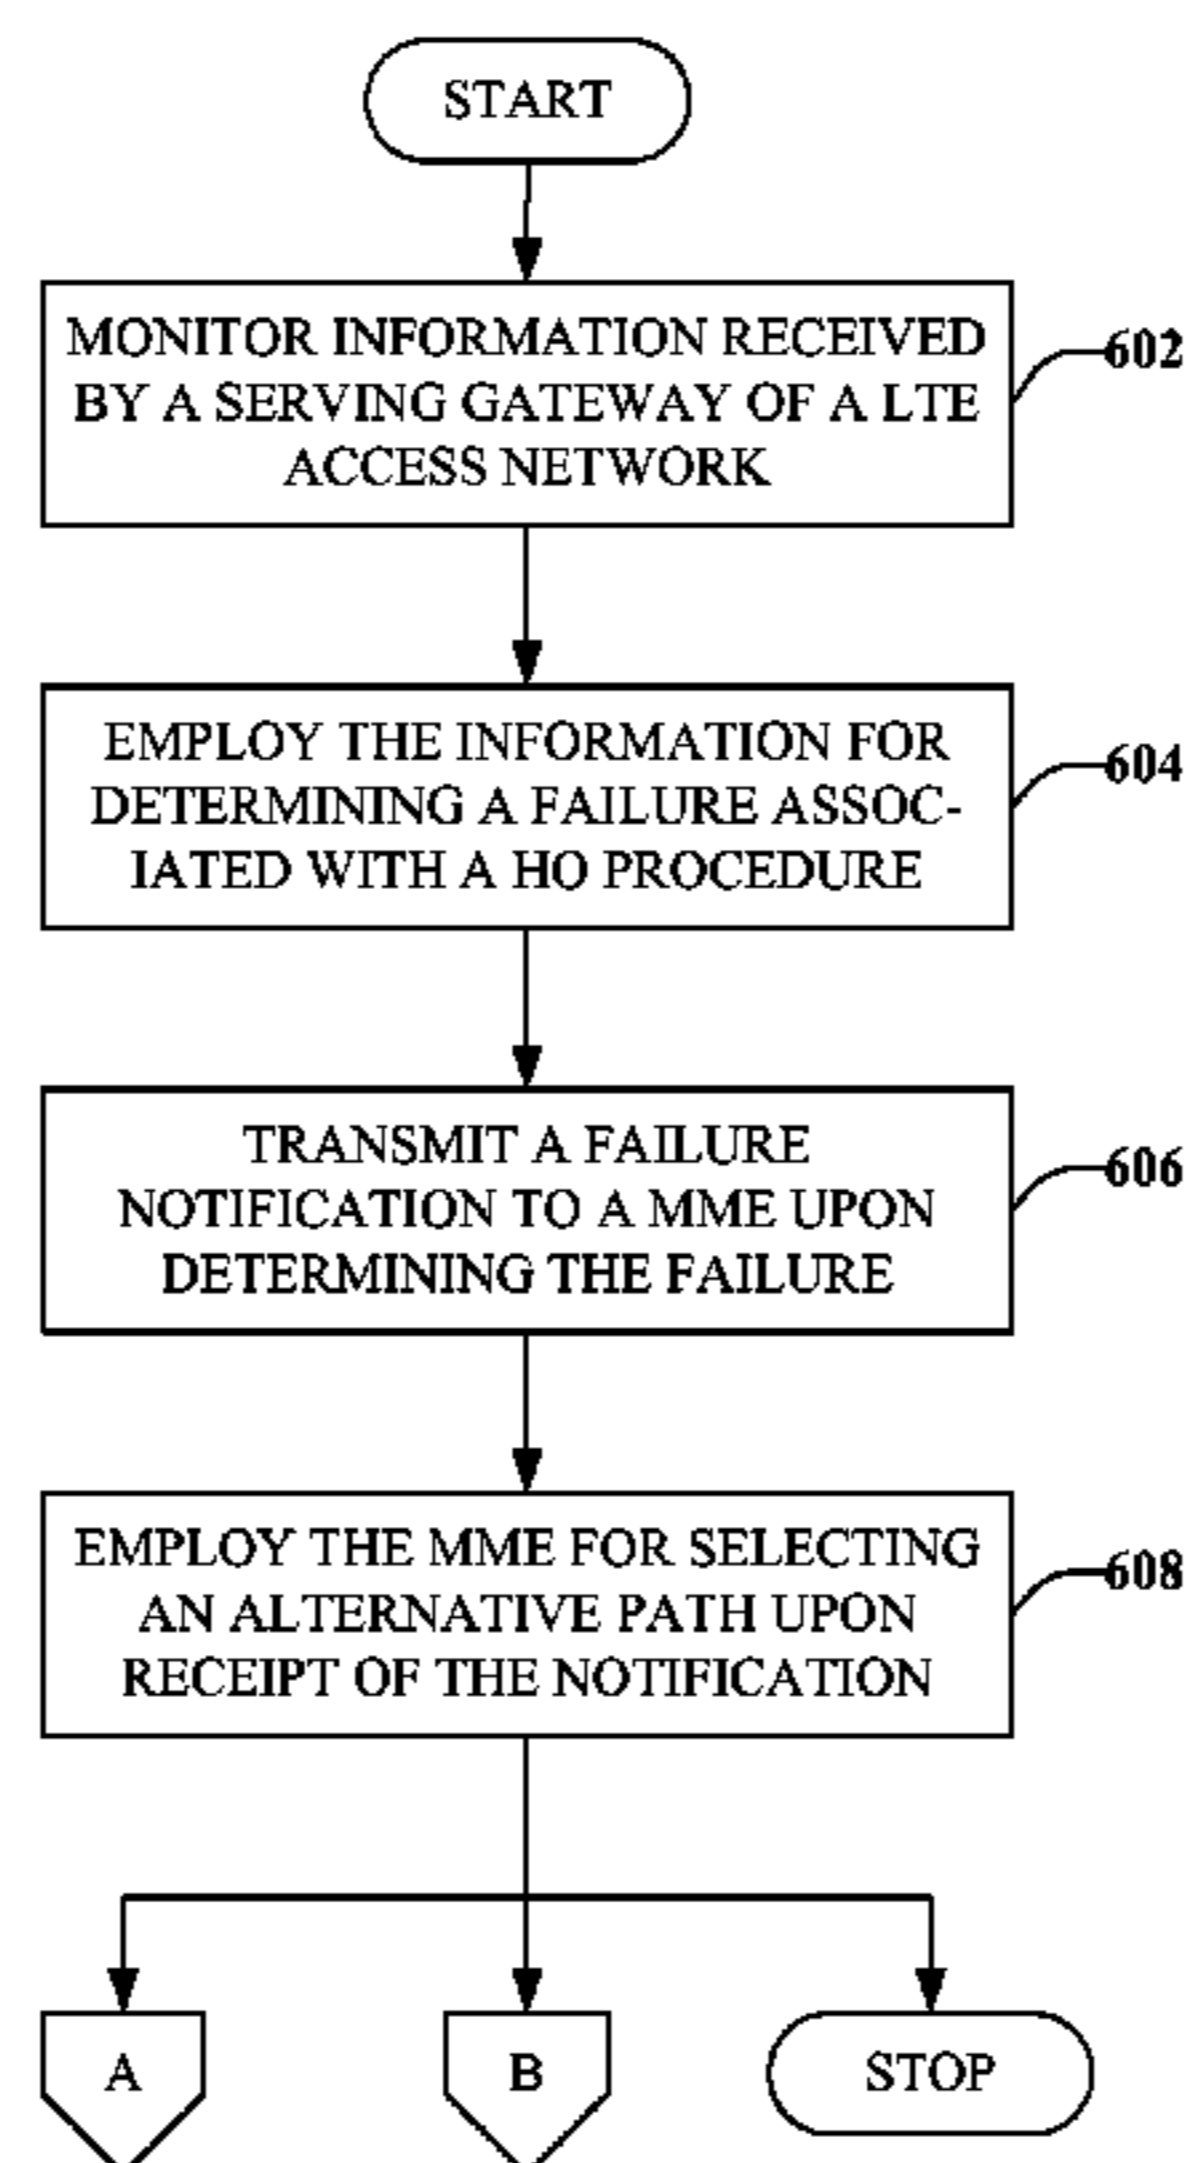 START
MONITOR INFORMATION RECEIVED
BY A SERVING GATEWAY OF A LTE
ACCESS NETWORK
602
EMPLOY THE INFORMATION FOR
DETERMINING A FAILURE ASSOC-
IATED WITH A HO PROCEDURE
604
TRANSMIT A FAILURE
NOTIFICATION TO A MME UPON
DETERMINING THE FAILURE
606
EMPLOY THE MME FOR SELECTING
AN ALTERNATIVE PATH UPON
RECEIPT OF THE NOTIFICATION
608
A
B
STOP